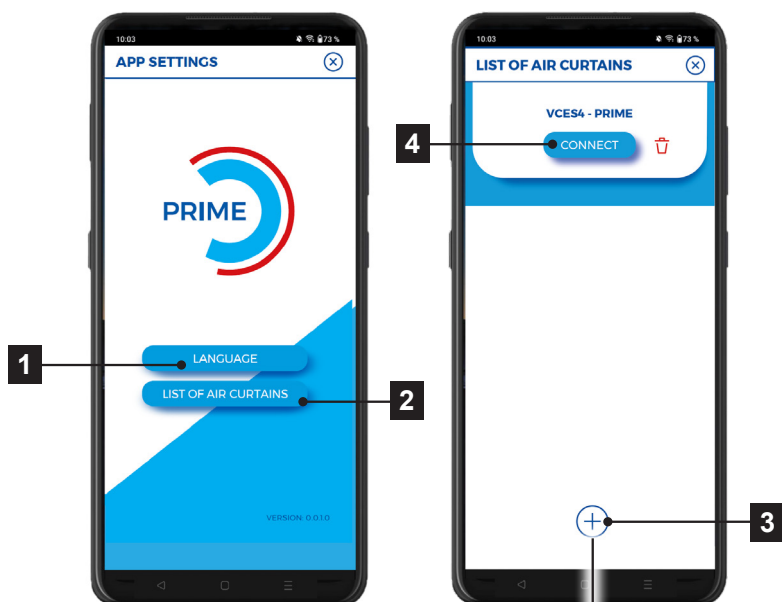 10:03
73 %
APP SETTINGS
PRIME
1
LANGUAGE
LIST OF AIR CURTAINS
2
VERSION: 0.0.1.0
10:03
73 %
LIST OF AIR CURTAINS
VCES4 - PRIME
4
CONNECT
3